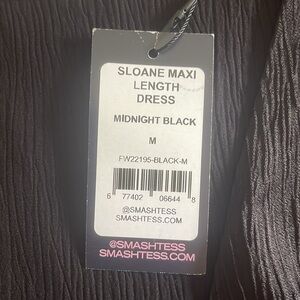 SLOANE MAXI
LENGTH
DRESS
MIDNIGHT BLACK
M
FW22195-BLACK-M
6 77402 06644 8
@SMASHTESS
SMASHTESS.COM
@SMASHTESS
SMASHTESS.COM